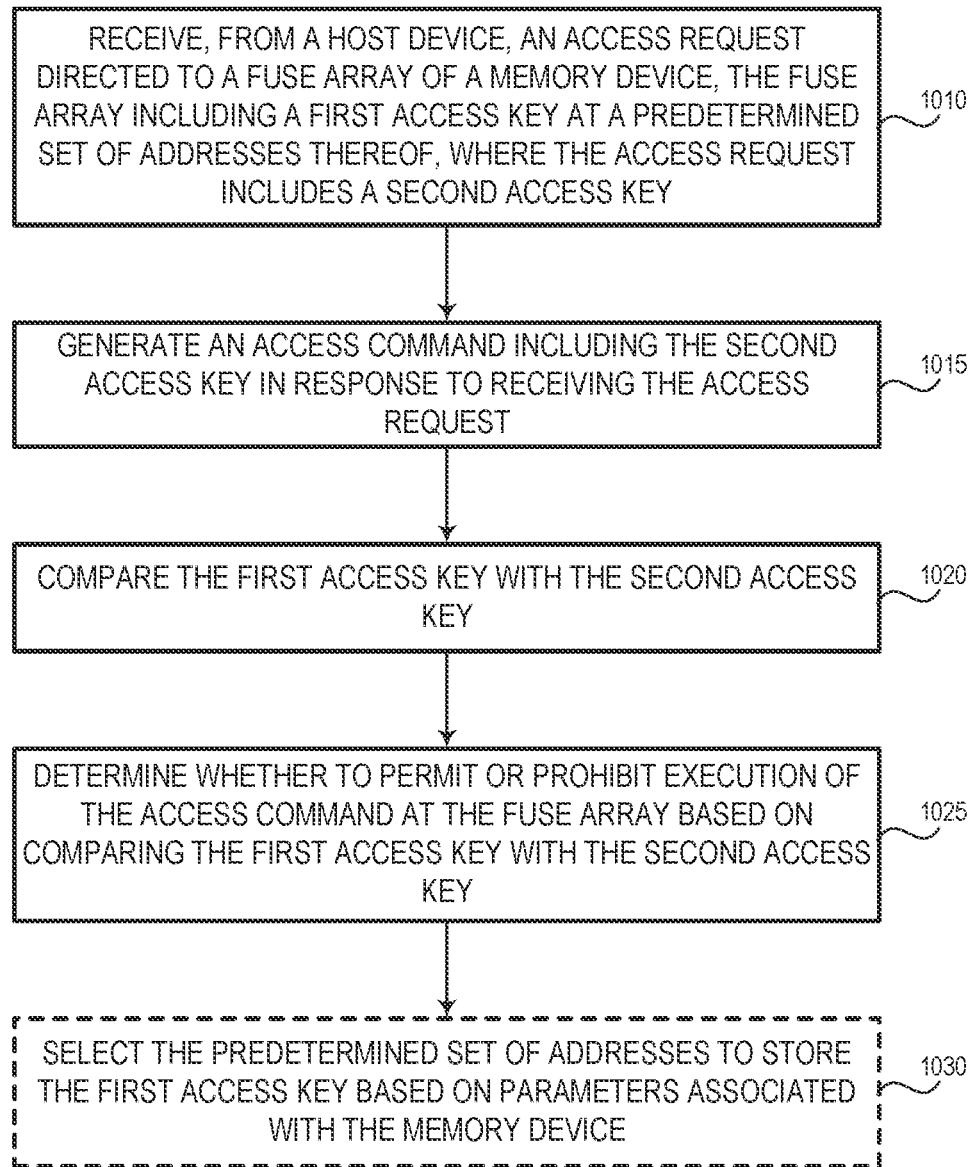 RECEIVE, FROM A HOST DEVICE, AN ACCESS REQUEST
DIRECTED TO A FUSE ARRAY OF A MEMORY DEVICE, THE FUSE
ARRAY INCLUDING A FIRST ACCESS KEY AT A PREDETERMINED
SET OF ADDRESSES THEREOF, WHERE THE ACCESS REQUEST
INCLUDES A SECOND ACCESS KEY
1010
GENERATE AN ACCESS COMMAND INCLUDING THE SECOND
ACCESS KEY IN RESPONSE TO RECEIVING THE ACCESS
REQUEST
1015
COMPARE THE FIRST ACCESS KEY WITH THE SECOND ACCESS
KEY
1020
DETERMINE WHETHER TO PERMIT OR PROHIBIT EXECUTION OF
THE ACCESS COMMAND AT THE FUSE ARRAY BASED ON
COMPARING THE FIRST ACCESS KEY WITH THE SECOND ACCESS
KEY
1025
SELECT THE PREDETERMINED SET OF ADDRESSES TO STORE
THE FIRST ACCESS KEY BASED ON PARAMETERS ASSOCIATED
WITH THE MEMORY DEVICE
1030